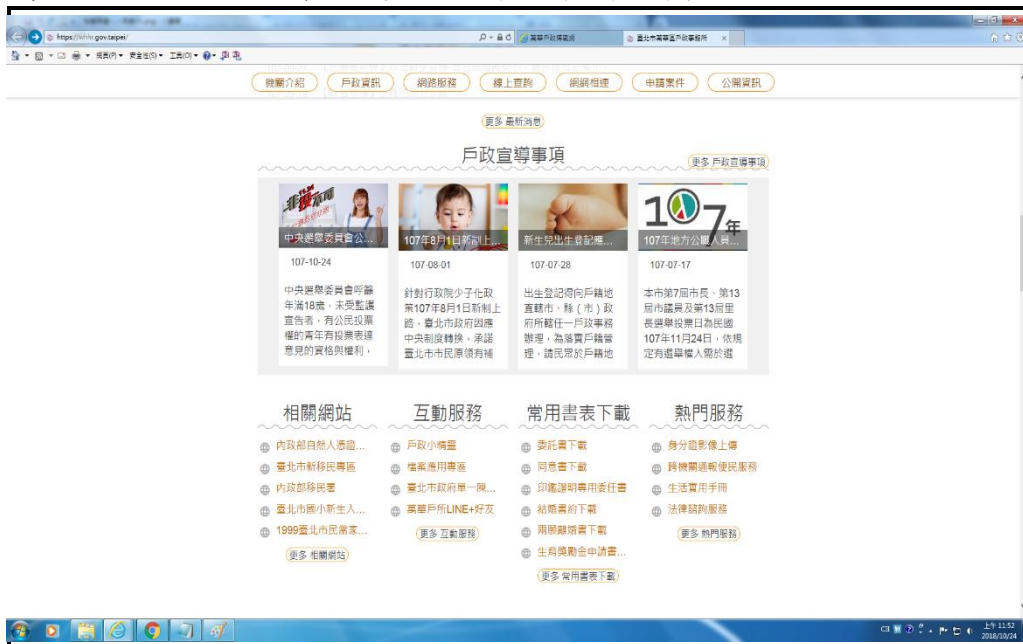 https://whhr.gov.taipei/
萬華戶政傳龍網
臺北市萬華區戶政事務所
網頁(P)
安全性(S)
工具(O)
機關介紹
戶政資訊
網路服務
線上查詢
網網相連
申請案件
公開資訊
更多 最新消息
戶政宣導事項
更多 戶政宣導事項
中央選舉委員會公...
107年8月1日新制上...
新生兒出生登記應...
107年
107年地方公職人員...
107-10-24
107-08-01
107-07-28
107-07-17
中央選舉委員會呼籲
年滿18歲，未受監護
宣告者，有公民投票
權的青年有投票表達
意見的資格與權利，
針對行政院少子化政
策107年8月1日新制上
路，臺北市政府因應
中央制度轉換，承諾
臺北市市民原領有補
出生登記得向戶籍地
直轄市、縣（市）政
府所轄任一戶政事務
辦理，為落實戶籍管
理，請民眾於戶籍地
本市第7屆市長、第13
屆市議員及第13屆里
長選舉投票日為民國
107年11月24日，依規
定有選舉權人需於選
相關網站
互動服務
常用書表下載
熱門服務
內政部自然人憑證...
臺北市新移民專區
內政部移民署
臺北市國小新生入...
1999臺北市民當家...
更多 相關網站
戶政小精靈
檔案應用專區
臺北市政府單一陳...
萬華戶所LINE+好友
更多 互動服務
委託書下載
同意書下載
印鑑證明專用委任書
結婚書約下載
兩願離婚書下載
生育獎勵金申請書...
更多 常用書表下載
身分證影像上傳
跨機關通報便民服務
生活實用手冊
法律諮詢服務
更多 熱門服務
上午 11:52
2018/10/24